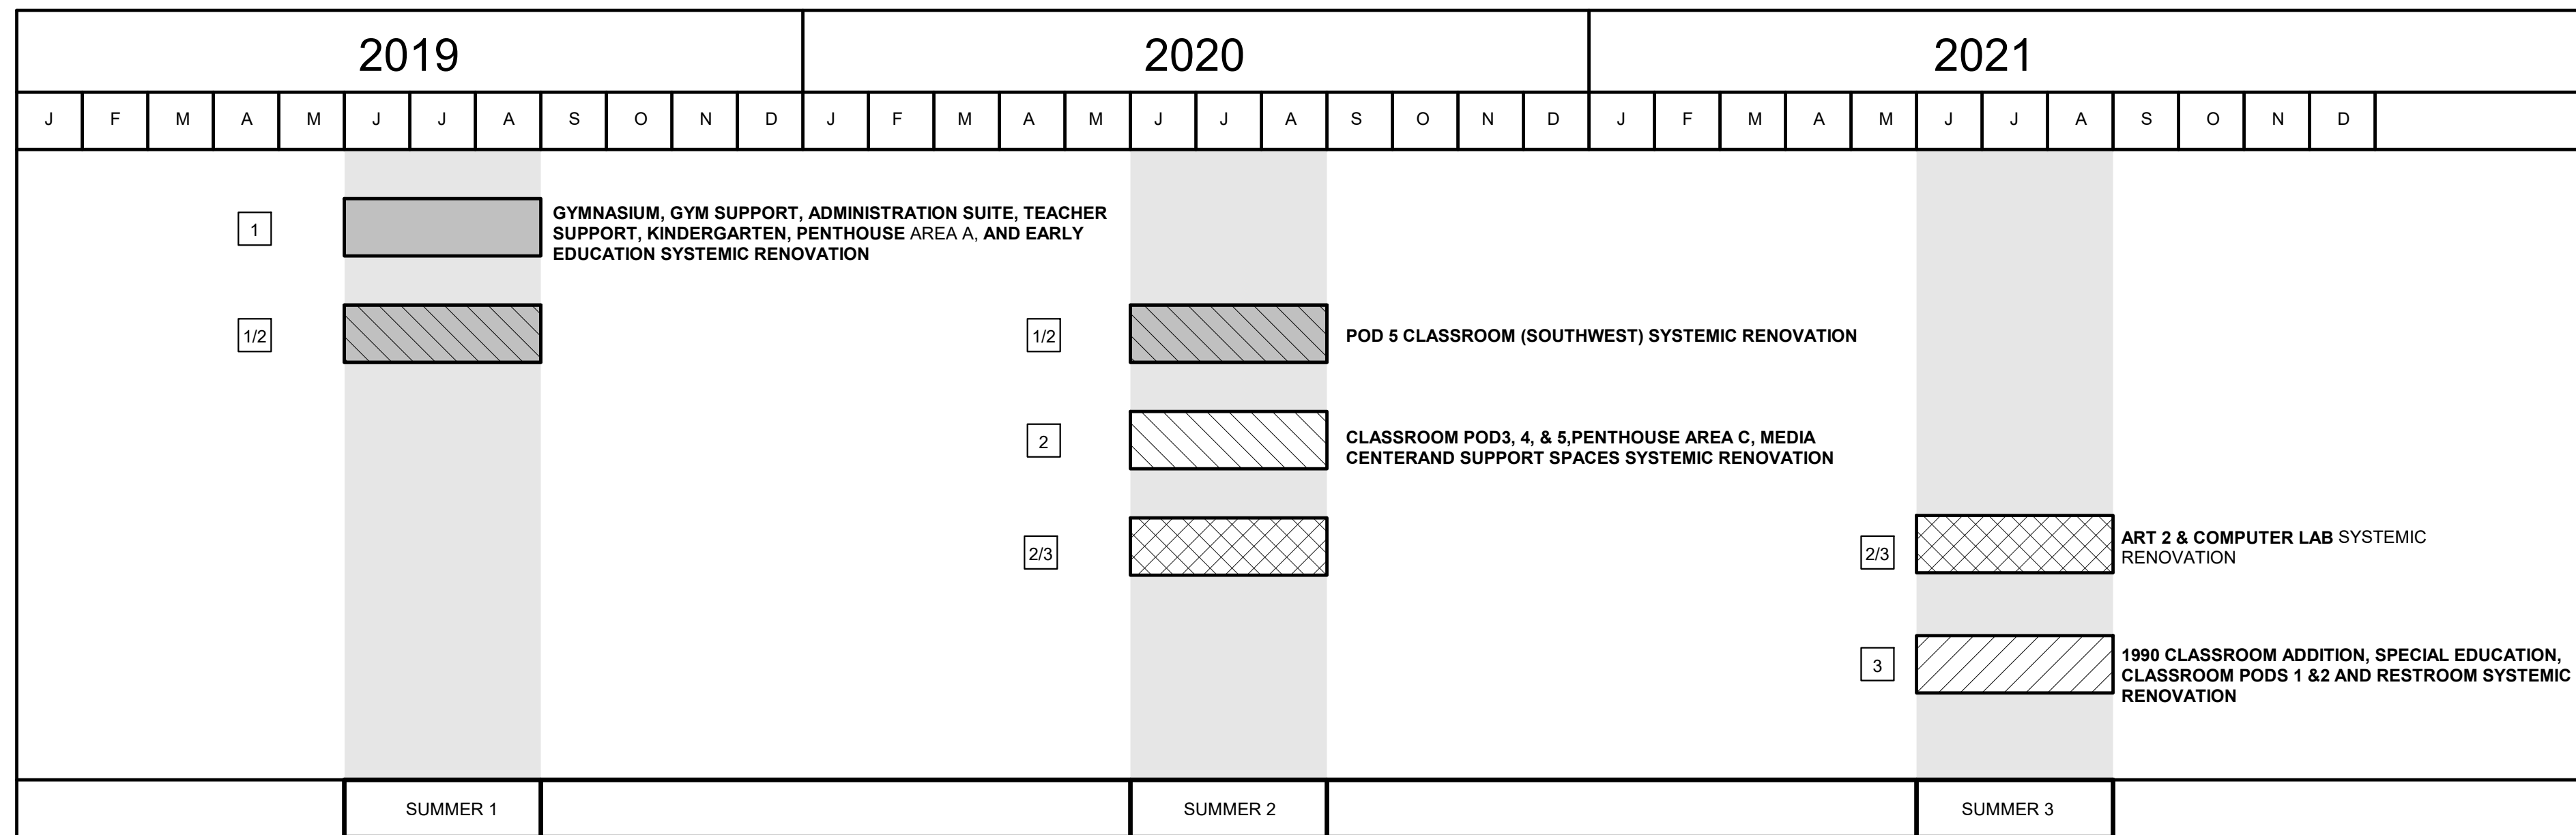 2019 2020 2021
J F M A M J J A S O N D J F M A M J J A S O N D J F M A M J J A S O N D
1
GYMNASIUM, GYM SUPPORT, ADMINISTRATION SUITE, TEACHER
SUPPORT, KINDERGARTEN, PENTHOUSE AREA A, AND EARLY
EDUCATION SYSTEMIC RENOVATION
1/2
1/2
POD 5 CLASSROOM (SOUTHWEST) SYSTEMIC RENOVATION
2
CLASSROOM POD3, 4, & 5,PENTHOUSE AREA C, MEDIA
CENTERAND SUPPORT SPACES SYSTEMIC RENOVATION
2/3
2/3
ART 2 & COMPUTER LAB SYSTEMIC
RENOVATION
3
1990 CLASSROOM ADDITION, SPECIAL EDUCATION,
CLASSROOM PODS 1 &2 AND RESTROOM SYSTEMIC
RENOVATION
SUMMER 1 SUMMER 2 SUMMER 3